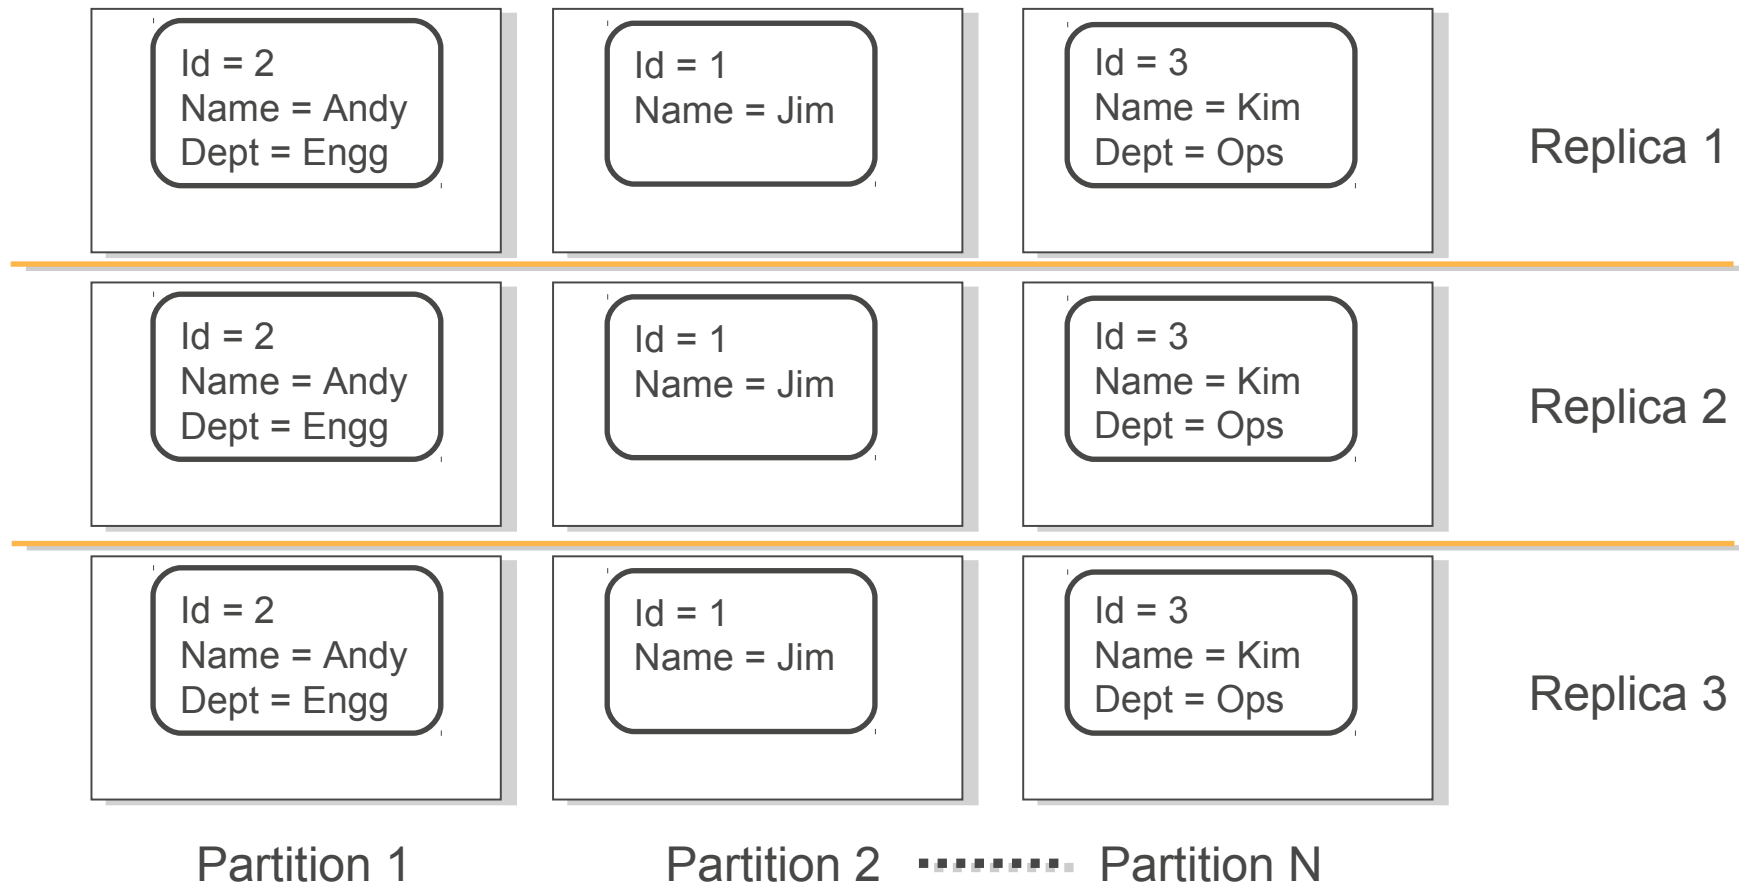 Id = 2
Name = Andy
Dept = Engg
Id = 1
Name = Jim
Id = 3
Name = Kim
Dept = Ops
Replica 1
Id = 2
Name = Andy
Dept = Engg
Id = 1
Name = Jim
Id = 3
Name = Kim
Dept = Ops
Replica 2
Id = 2
Name = Andy
Dept = Engg
Id = 1
Name = Jim
Id = 3
Name = Kim
Dept = Ops
Replica 3
Partition 1
Partition 2
Partition N